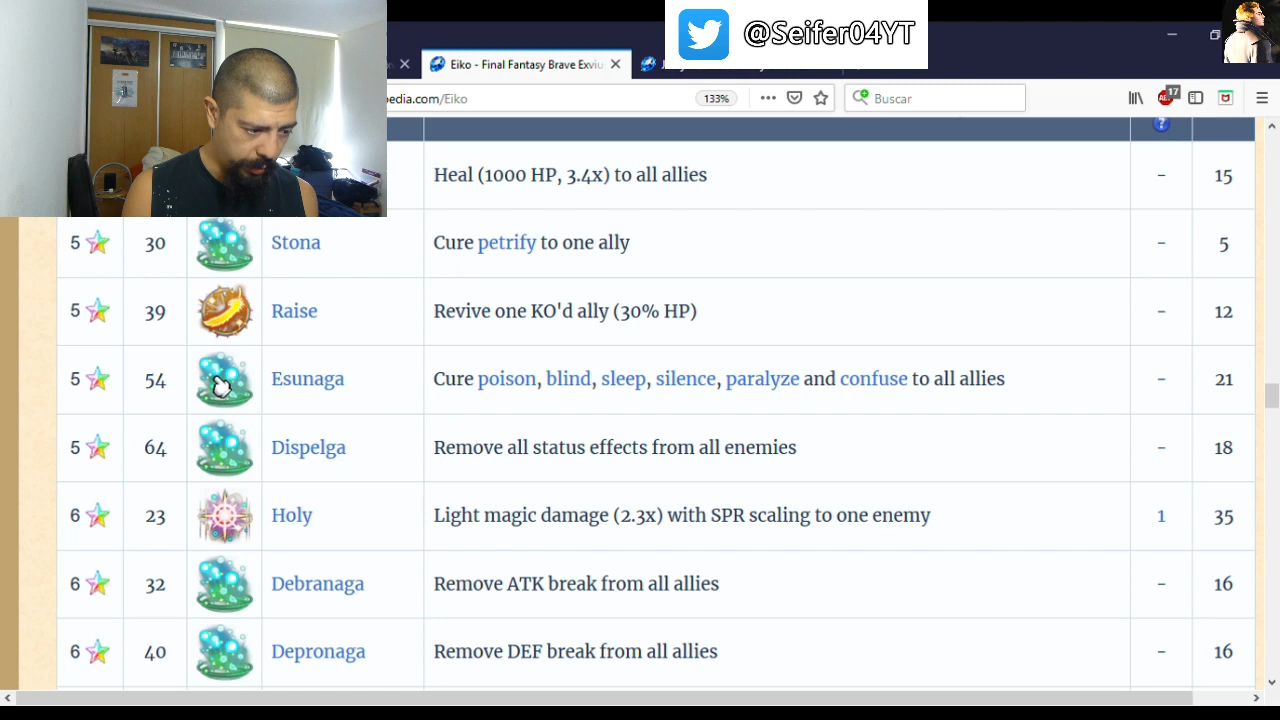 @Seifer04YT
Eiko - Final Fantasy Brave Exviu
pedia.com/Eiko
133%
Buscar
17
Heal (1000 HP, 3.4x) to all allies - 15
5 30 Stona Cure petrify to one ally - 5
5 39 Raise Revive one KO'd ally (30% HP) - 12
5 54 Esunaga Cure poison, blind, sleep, silence, paralyze and confuse to all allies - 21
5 64 Dispelga Remove all status effects from all enemies - 18
6 23 Holy Light magic damage (2.3x) with SPR scaling to one enemy 1 35
6 32 Debranaga Remove ATK break from all allies - 16
6 40 Depronaga Remove DEF break from all allies - 16